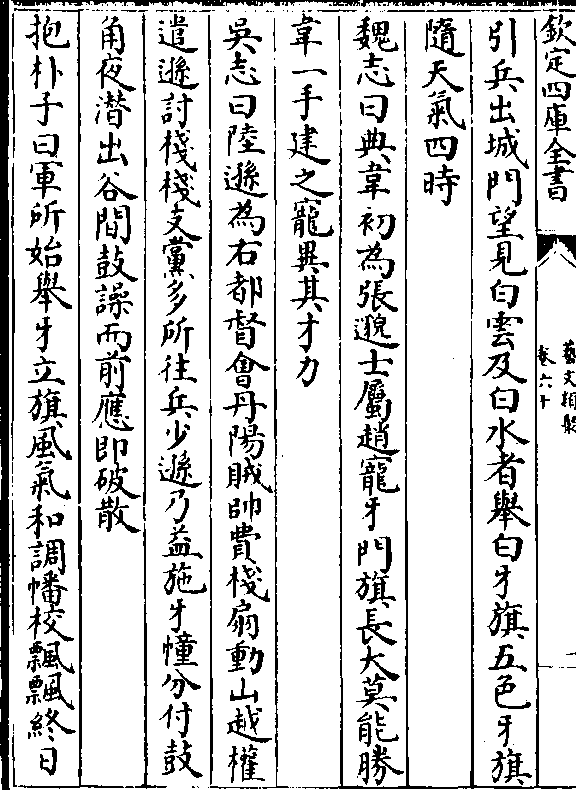 欽定四庫全書
藝文類聚
卷六十
引兵出城門望見白雲及白水者舉白牙旗五色牙旗
隨天氣四時
魏志曰典韋初為張邈士屬趙寵牙門旗長大莫能勝
韋一手建之寵異其才力
吳志曰陸遜為右都督會丹陽賊帥費棧扇動山越權
遣遜討棧棧支黨多所往兵少遜乃益施牙幢分付鼓
角夜潛出谷間鼓譟而前應即破散
抱朴子曰軍所始舉牙立旗風氣和調幡校飄飄終日